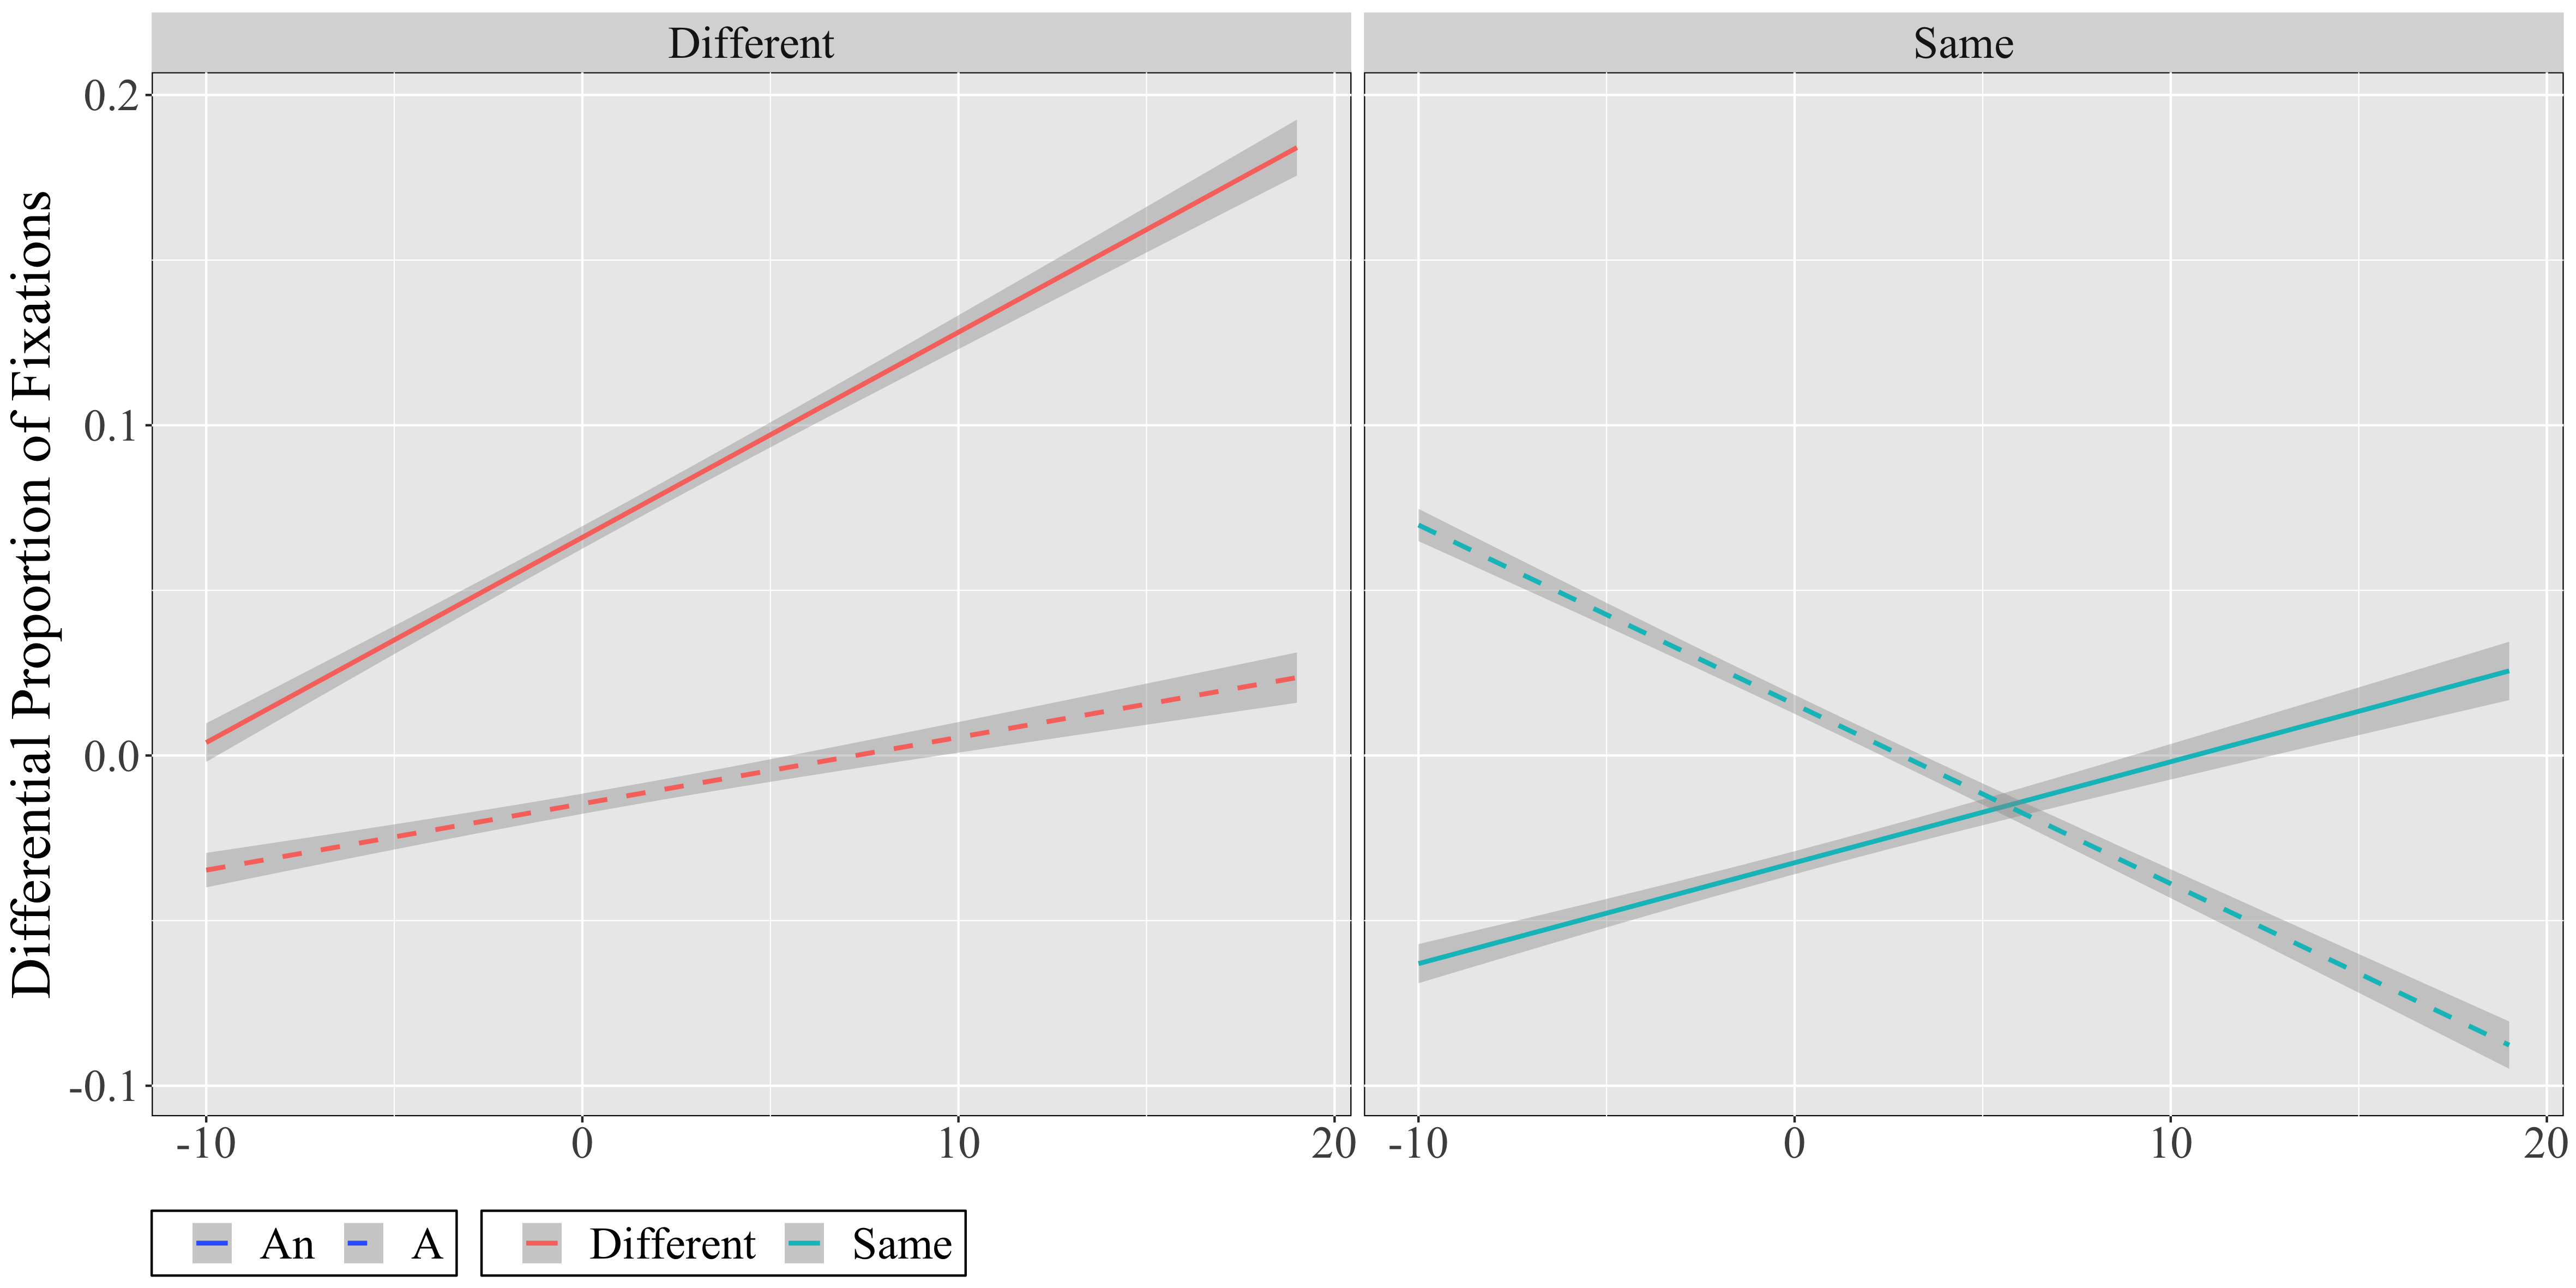 Different Same
Differential Proportion of Fixations
0.2
0.1
0.0
-0.1
-10 0 10 20 -10 0 10 20
An A Different Same